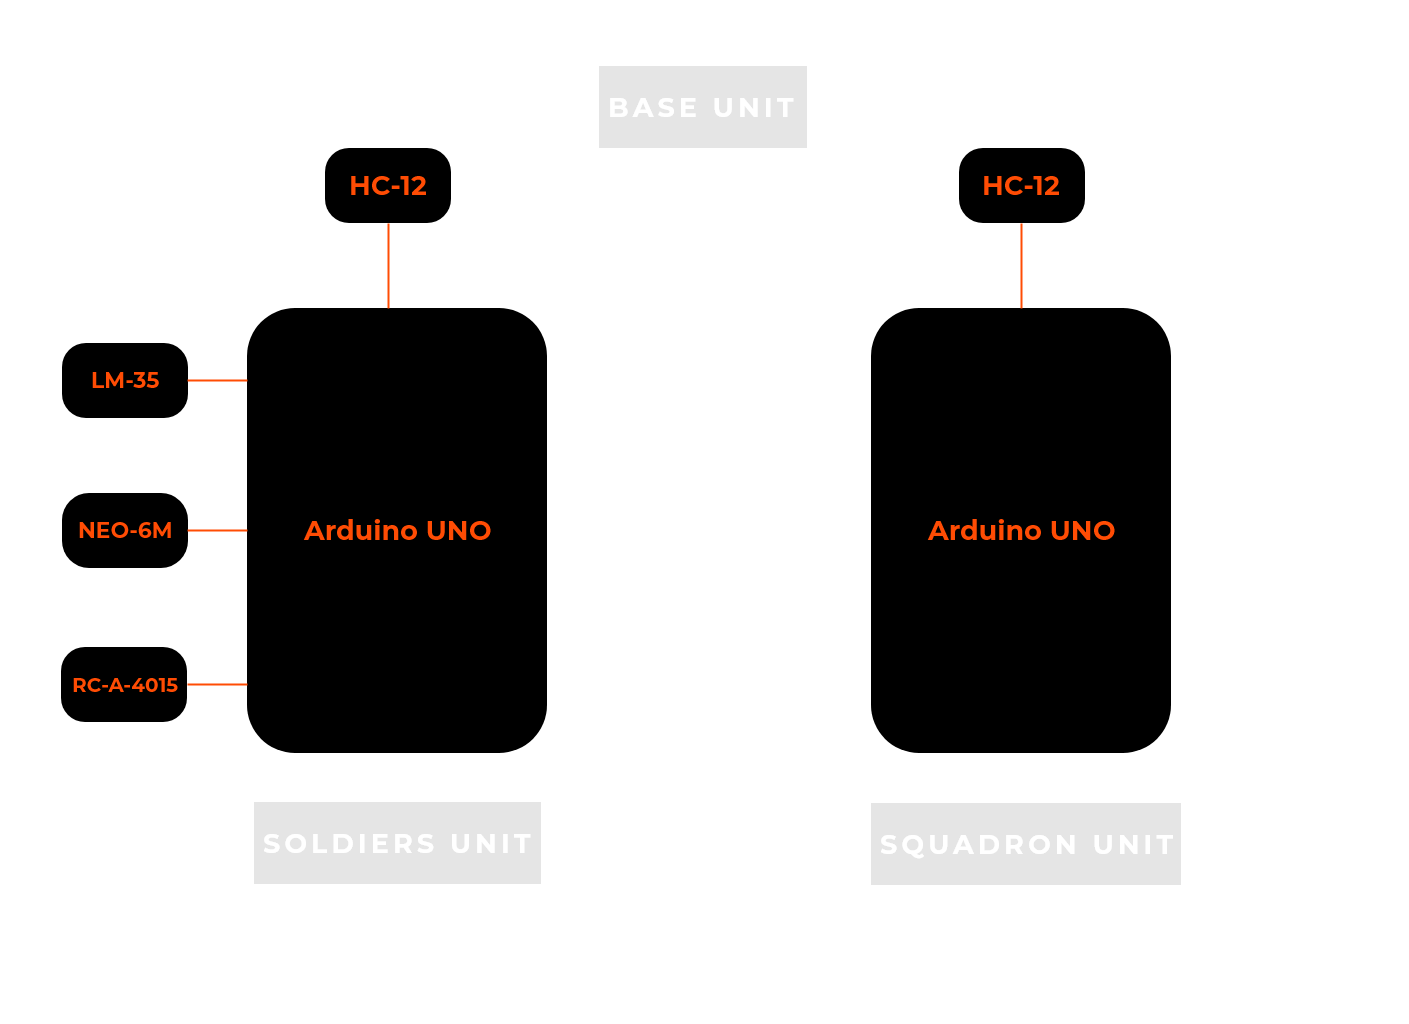 BASE UNIT
HC-12
HC-12
LM-35
NEO-6M
Arduino UNO
Arduino UNO
RC-A-4015
SOLDIERS UNIT
SQUADRON UNIT